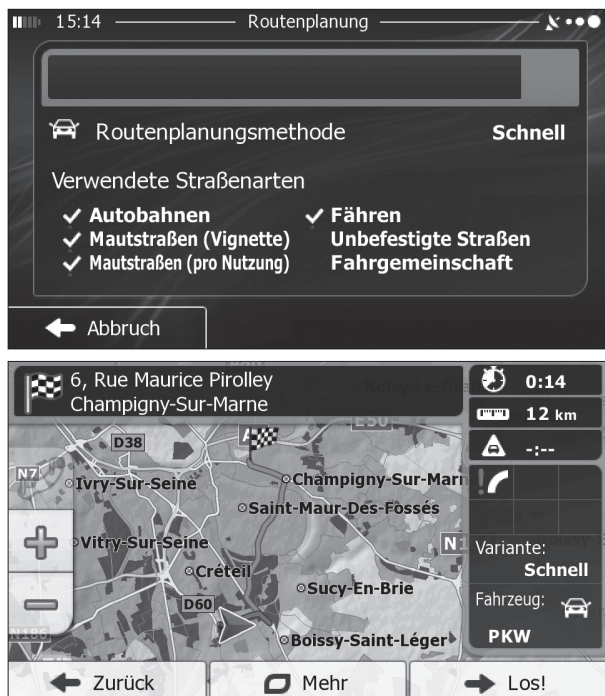 15:14 Routenplanung
Routenplanungsmethode Schnell
Verwendete Straßenarten
Autobahnen Fähren
Mautstraßen (Vignette) Unbefestigte Straßen
Mautstraßen (pro Nutzung) Fahrgemeinschaft
Abbruch
6, Rue Maurice Pirolley
Champigny-Sur-Marne
0:14
12 km
-:--
E50
D38
N7
Ivry-Sur-Seine
Champigny-Sur-Marn
Saint-Maur-Des-Fossés
Vitry-Sur-Seine
N1
Créteil
Sucy-En-Brie
D60
N186
Boissy-Saint-Léger
Variante:
Schnell
Fahrzeug:
PKW
Zurück Mehr Los!